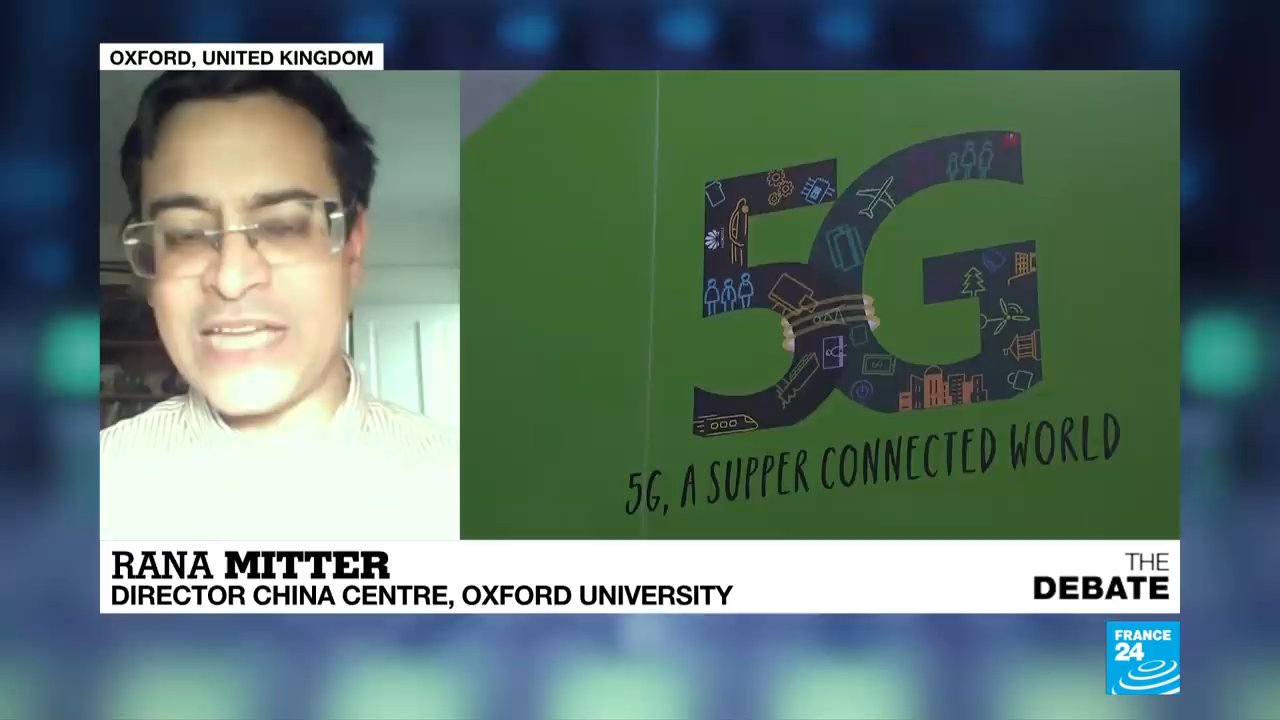 OXFORD, UNITED KINGDOM
5G
5G, A SUPPER CONNECTED WORLD
RANA MITTER
DIRECTOR CHINA CENTRE, OXFORD UNIVERSITY
THE
DEBATE
FRANCE
24